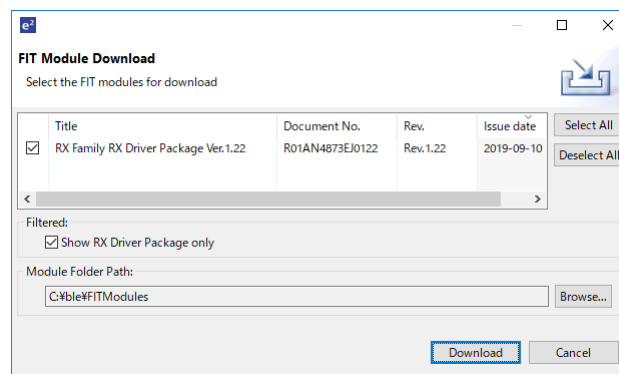 e²
FIT Module Download
Select the FIT modules for download
Title Document No. Rev. Issue date
RX Family RX Driver Package Ver.1.22 R01AN4873EJ0122 Rev.1.22 2019-09-10
Select All
Deselect All
Filtered:
Show RX Driver Package only
Module Folder Path:
C:¥ble¥FITModules
Browse...
Download Cancel